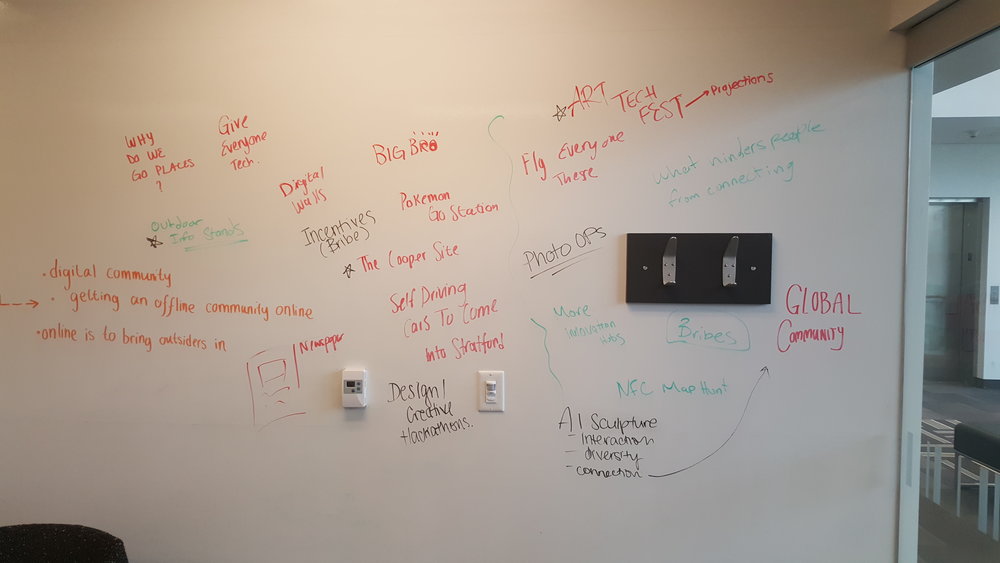 WHY
DO WE
GO PLACES
?
Give
Everyone
Tech.
Digital
Walls
BIG BRO
ART TECH
FEST
Projections
Fly Everyone
There
What hinders people
from connecting
Outdoor
Info Stands
Incentives
(Bribes)
Pokemon
Go Station
The Cooper Site
Photo OPs
• digital community
• getting an offline community online
• online is to bring outsiders in
Self Driving
Cars To Come
Into Stratford
More
innovation
Hubs
Bribes
GLOBAL
Community
Newspaper
Design/
Creative
Hackathons.
NFC Map Hunt
AI Sculpture
- interaction
- diversity
- connection